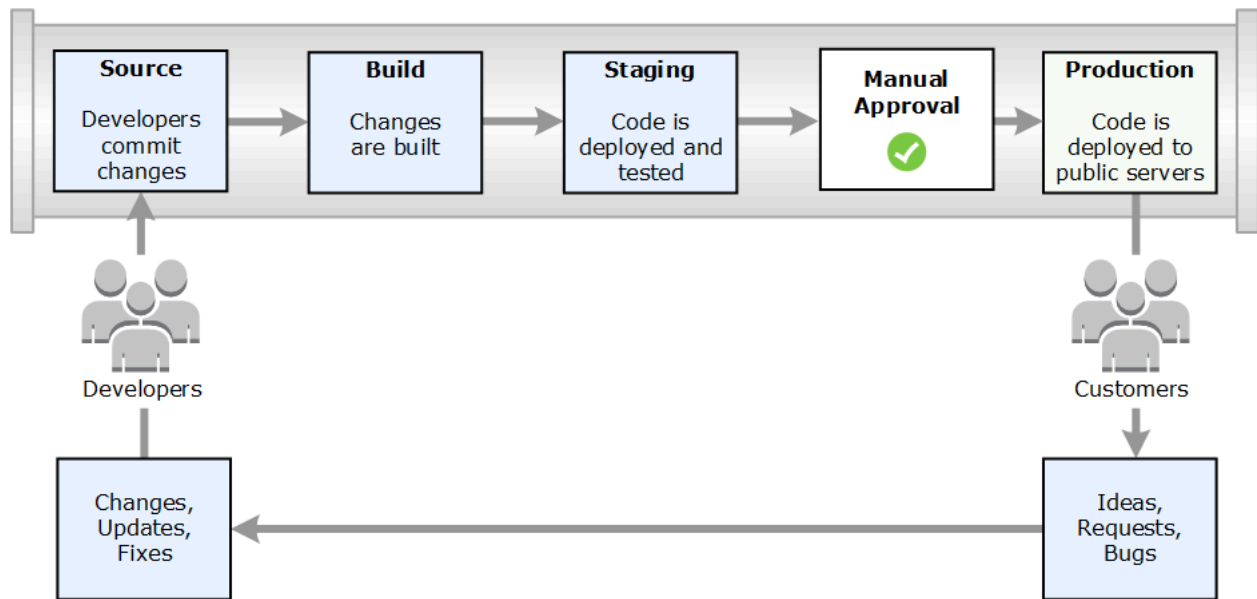 Source
Developers
commit
changes
Build
Changes
are built
Staging
Code is
deployed and
tested
Manual
Approval
Production
Code is
deployed to
public servers
Developers
Customers
Changes,
Updates,
Fixes
Ideas,
Requests,
Bugs